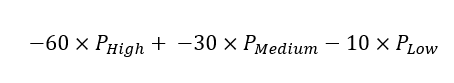 −60 × P_High + −30 × P_Medium − 10 × P_Low